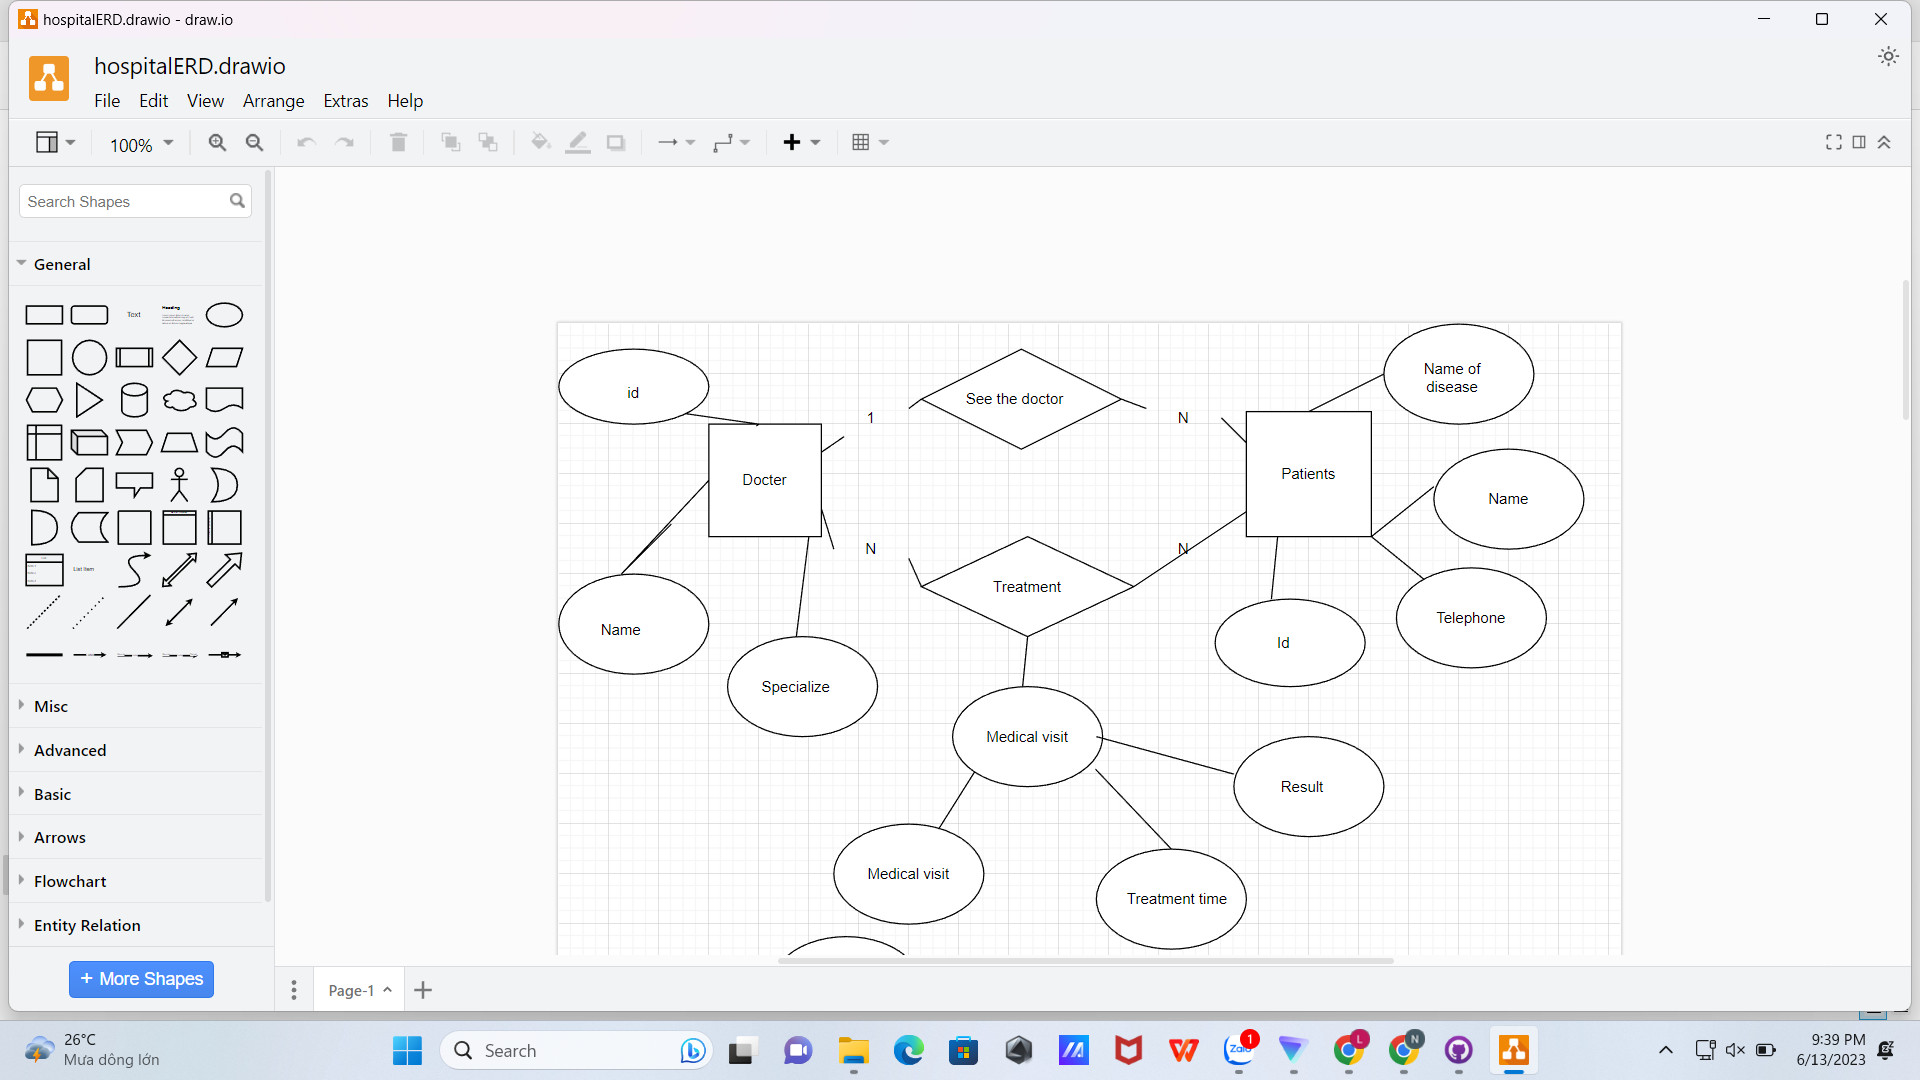 hospitalERD.drawio - draw.io
hospitalERD.drawio
File Edit View Arrange Extras Help
100%
Search Shapes
General
Text
Heading
List Item
Misc
Advanced
Basic
Arrows
Flowchart
Entity Relation
+ More Shapes
id
See the doctor
Name of
disease
1
N
Docter
Patients
Name
N
N
Treatment
Telephone
Name
Id
Specialize
Medical visit
Result
Medical visit
Treatment time
Page-1
26°C
Mưa dông lớn
Search
Zalo
1
L
N
9:39 PM
6/13/2023